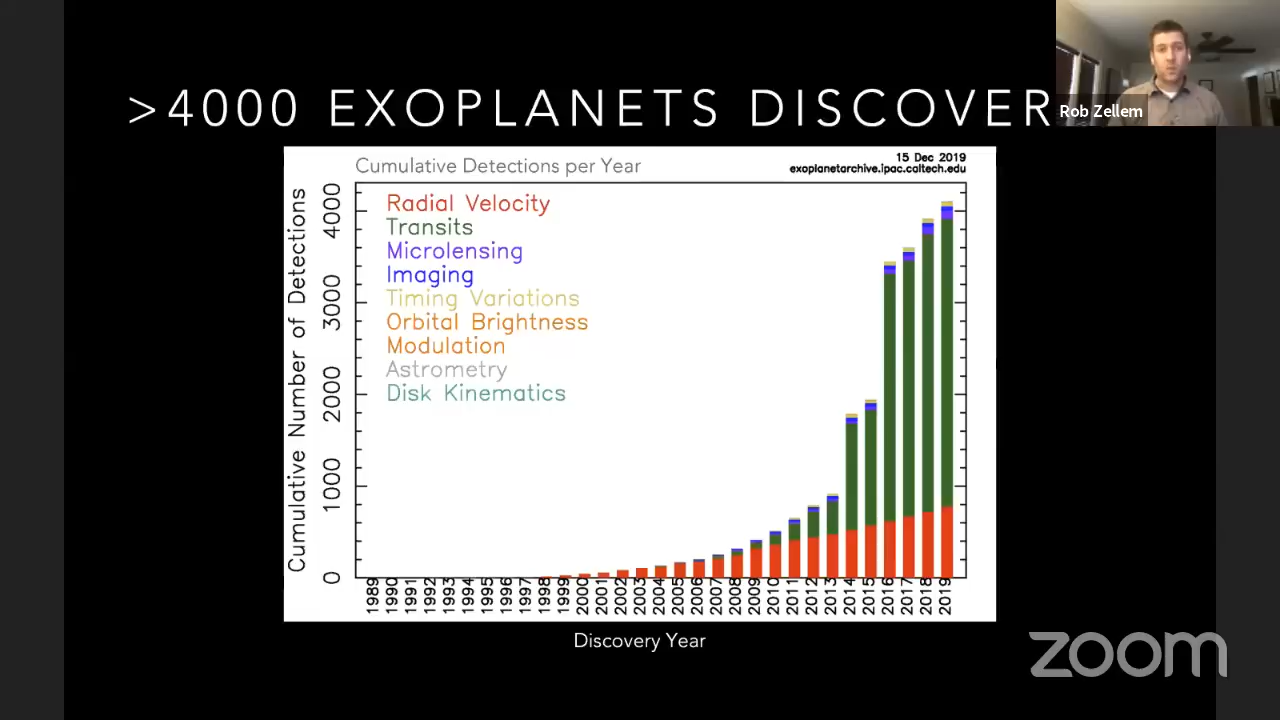 >4000 EXOPLANETS DISCOVER
Rob Zellem
15 Dec 2019
Cumulative Detections per Year
exoplanetarchive.ipac.caltech.edu
Cumulative Number of Detections
4000
3000
2000
1000
0
Radial Velocity
Transits
Microlensing
Imaging
Timing Variations
Orbital Brightness
Modulation
Astrometry
Disk Kinematics
1989 1990 1991 1992 1993 1994 1995 1996 1997 1998 1999 2000 2001 2002 2003 2004 2005 2006 2007 2008 2009 2010 2011 2012 2013 2014 2015 2016 2017 2018 2019
Discovery Year
zoom